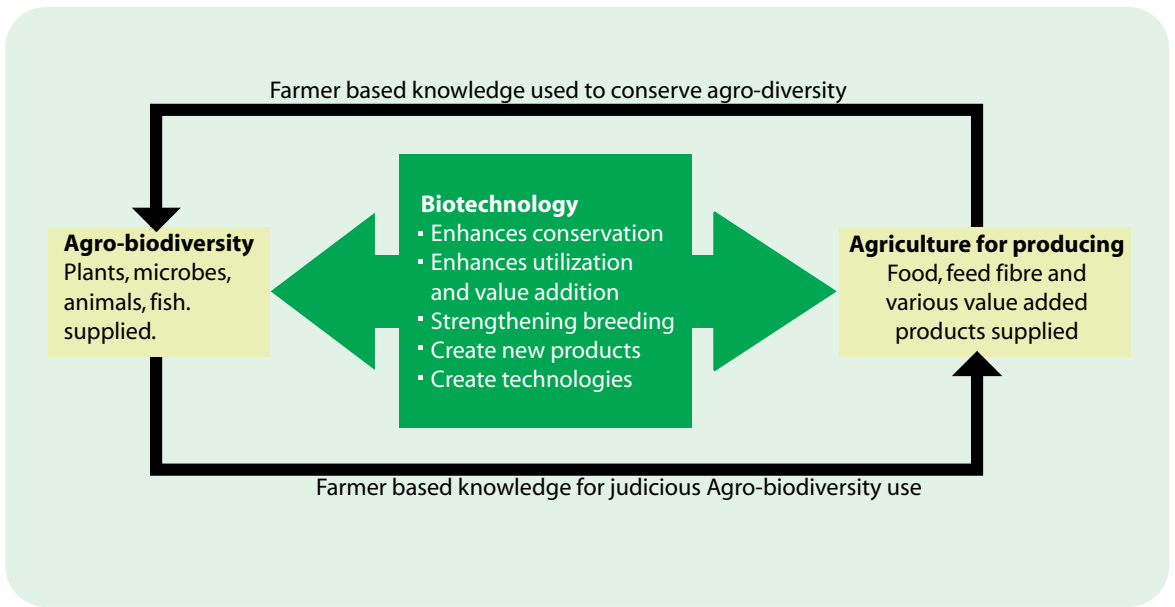 Farmer based knowledge used to conserve agro-diversity
Agro-biodiversity
Plants, microbes,
animals, fish.
supplied.
Biotechnology
▪ Enhances conservation
▪ Enhances utilization
and value addition
▪ Strengthening breeding
▪ Create new products
▪ Create technologies
Agriculture for producing
Food, feed fibre and
various value added
products supplied
Farmer based knowledge for judicious Agro-biodiversity use